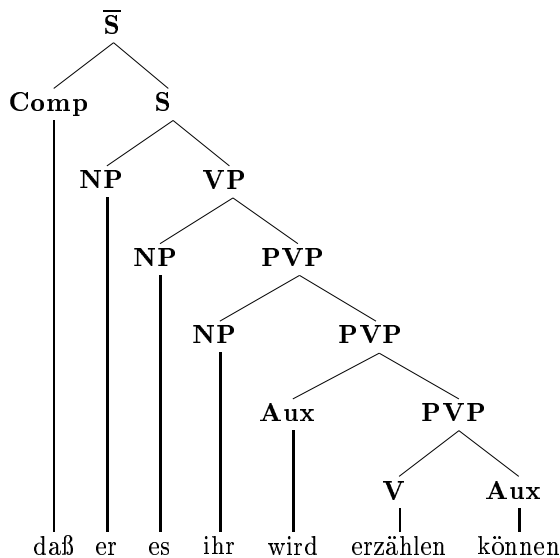 S̅
Comp S
NP VP
NP PVP
NP PVP
Aux PVP
V Aux
daß er es ihr wird erzählen können